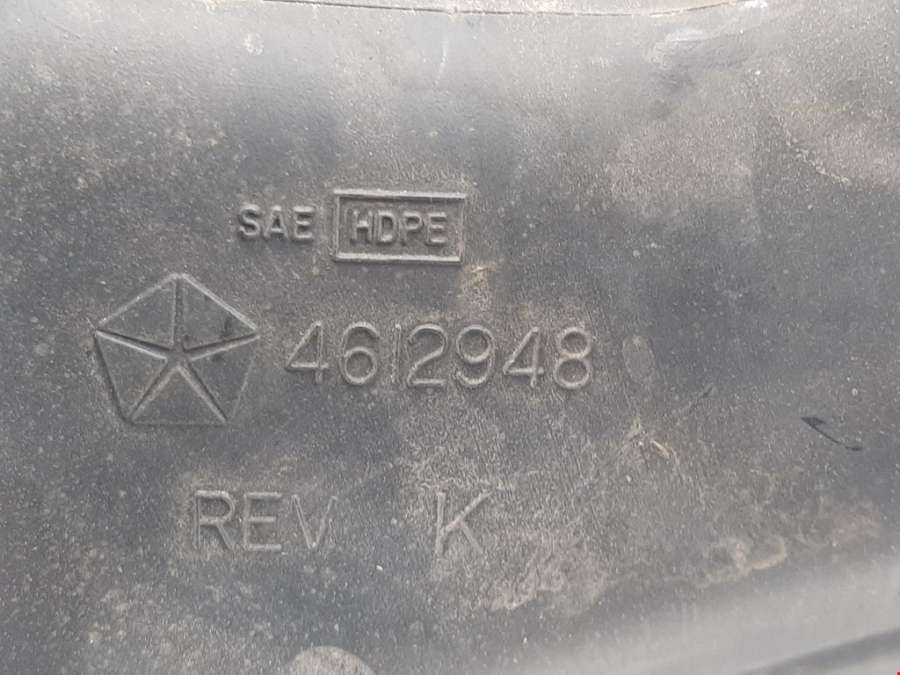 SAE HDPE
4612948
REV K